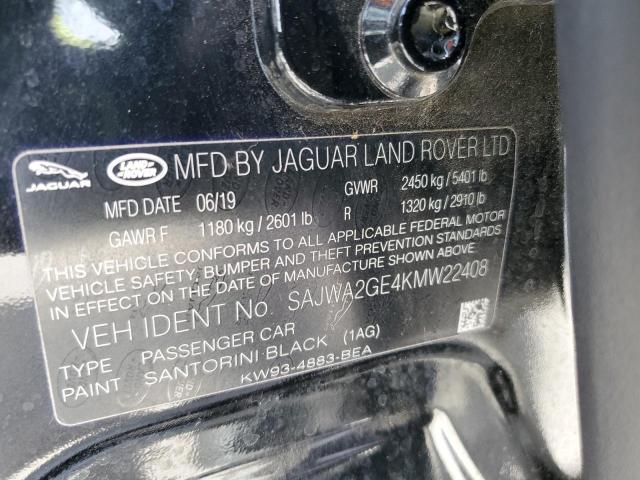 JAGUAR LAND ROVER MFD BY JAGUAR LAND ROVER LTD
MFD DATE 06/19 GVWR 2450 kg / 5401 lb
GAWR F 1180 kg / 2601 lb R 1320 kg / 2910 lb
THIS VEHICLE CONFORMS TO ALL APPLICABLE FEDERAL MOTOR
VEHICLE SAFETY, BUMPER AND THEFT PREVENTION STANDARDS
IN EFFECT ON THE DATE OF MANUFACTURE SHOWN ABOVE
VEH IDENT No. SAJWA2GE4KMW22408
TYPE PASSENGER CAR
PAINT SANTORINI BLACK (1AG)
KW93-4883-BEA